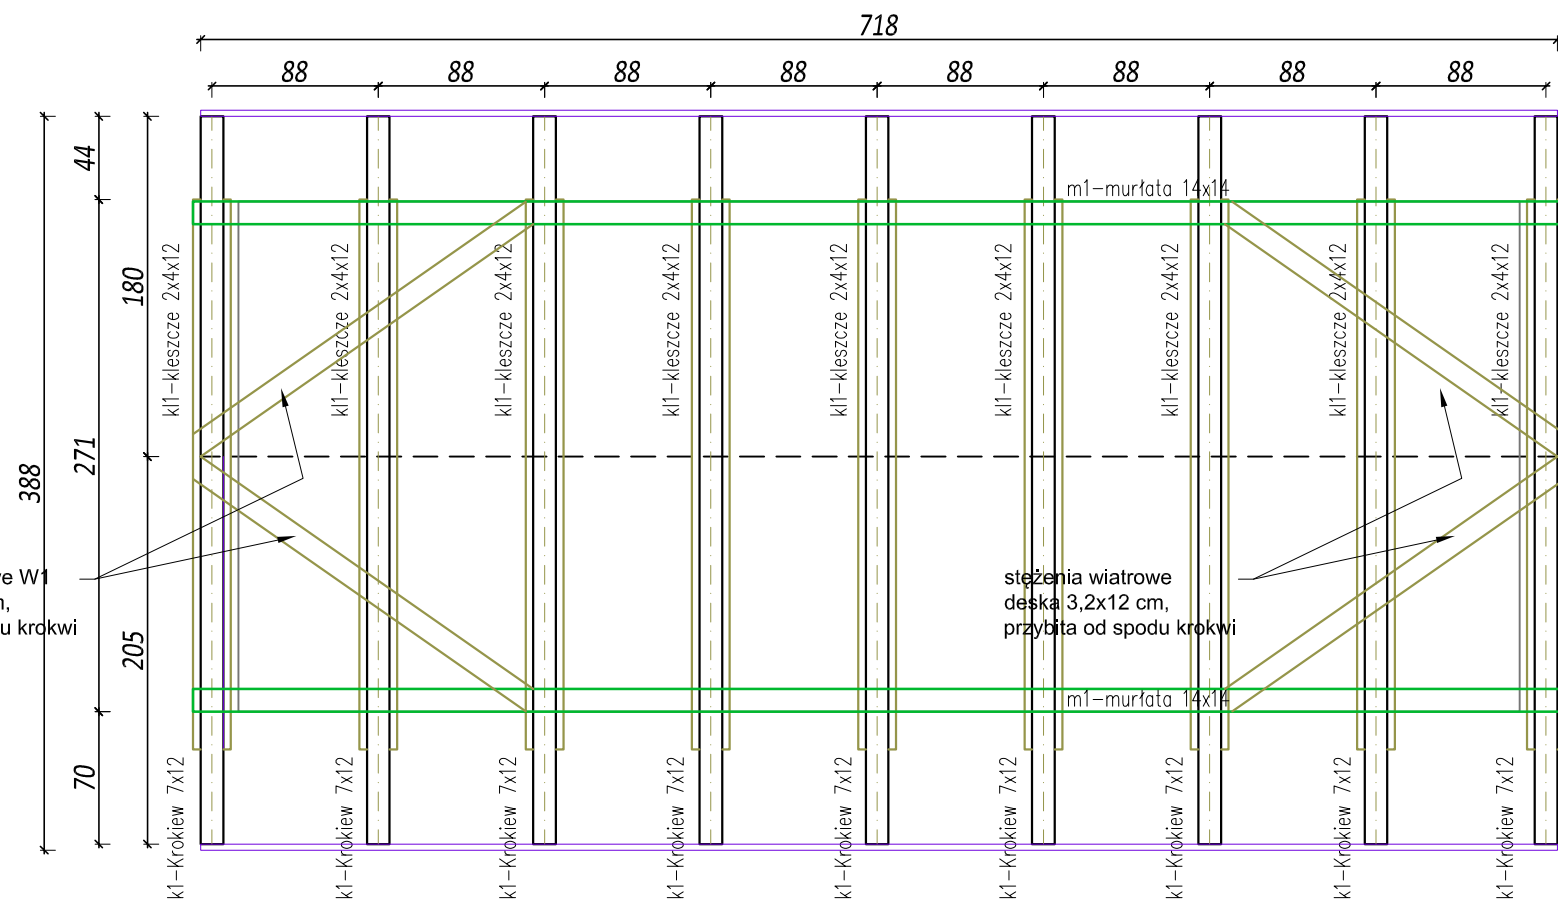 718
88 88 88 88 88 88 88 88
44
m1-murłata 14x14
180
kl1-kleszcze 2x4x12
kl1-kleszcze 2x4x12
kl1-kleszcze 2x4x12
kl1-kleszcze 2x4x12
kl1-kleszcze 2x4x12
kl1-kleszcze 2x4x12
kl1-kleszcze 2x4x12
kl1-kleszcze 2x4x12
kl1-kleszcze 2x4x12
271
388
e W1
,
u krokwi
stężenia wiatrowe
deska 3,2x12 cm,
przybita od spodu krokwi
205
m1-murłata 14x14
70
k1-Krokiew 7x12
k1-Krokiew 7x12
k1-Krokiew 7x12
k1-Krokiew 7x12
k1-Krokiew 7x12
k1-Krokiew 7x12
k1-Krokiew 7x12
k1-Krokiew 7x12
k1-Krokiew 7x12